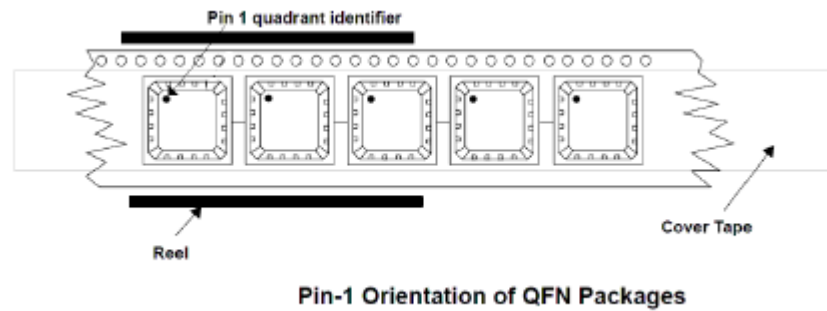 Pin 1 quadrant identifier
Reel
Cover Tape
Pin-1 Orientation of QFN Packages